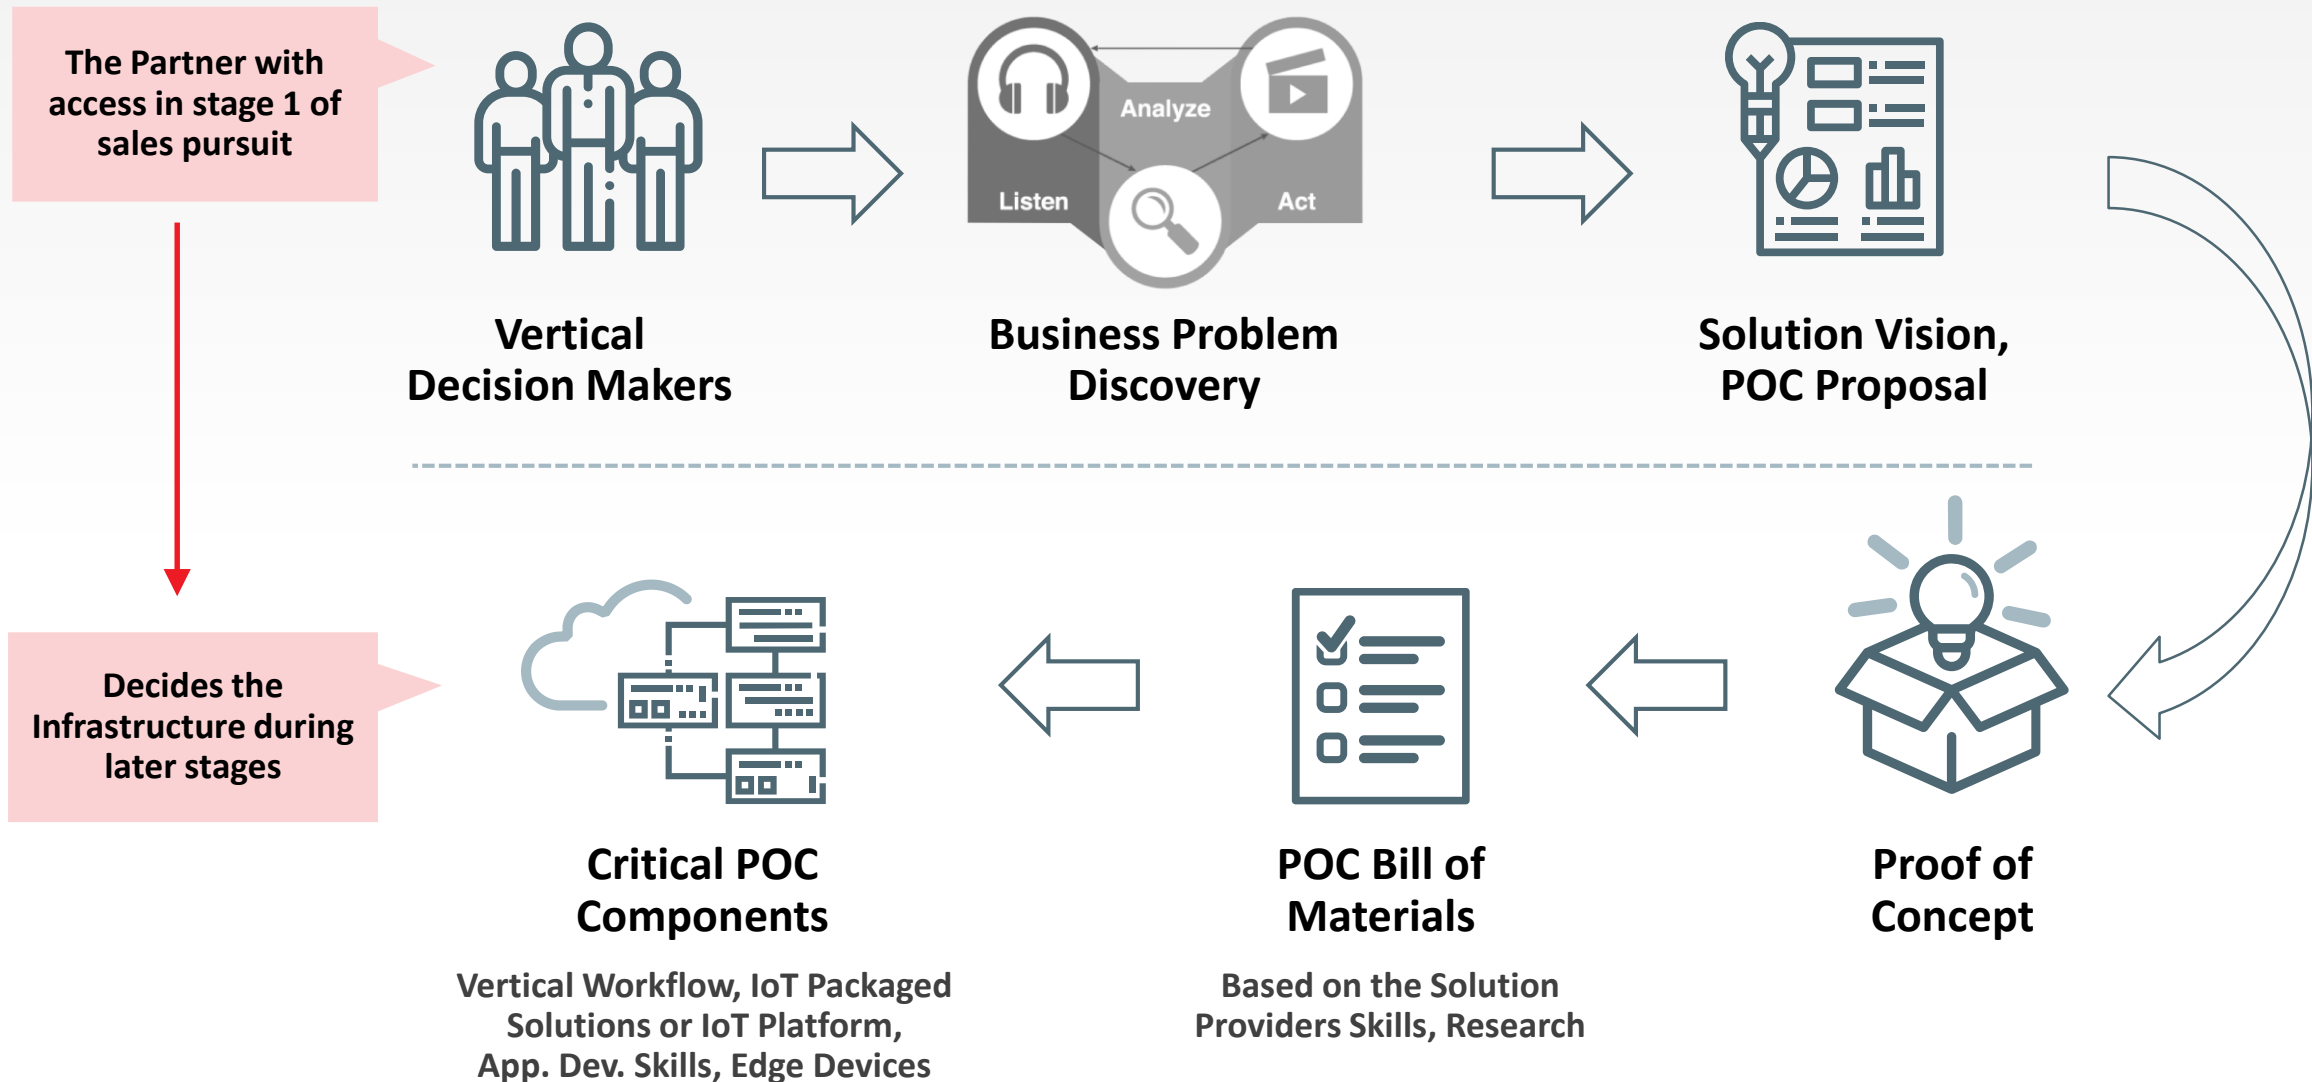 The Partner with
access in stage 1 of
sales pursuit
Analyze
Listen
Act
Vertical
Decision Makers
Business Problem
Discovery
Solution Vision,
POC Proposal
Decides the
Infrastructure during
later stages
Critical POC
Components
Vertical Workflow, IoT Packaged
Solutions or IoT Platform,
App. Dev. Skills, Edge Devices
POC Bill of
Materials
Based on the Solution
Providers Skills, Research
Proof of
Concept